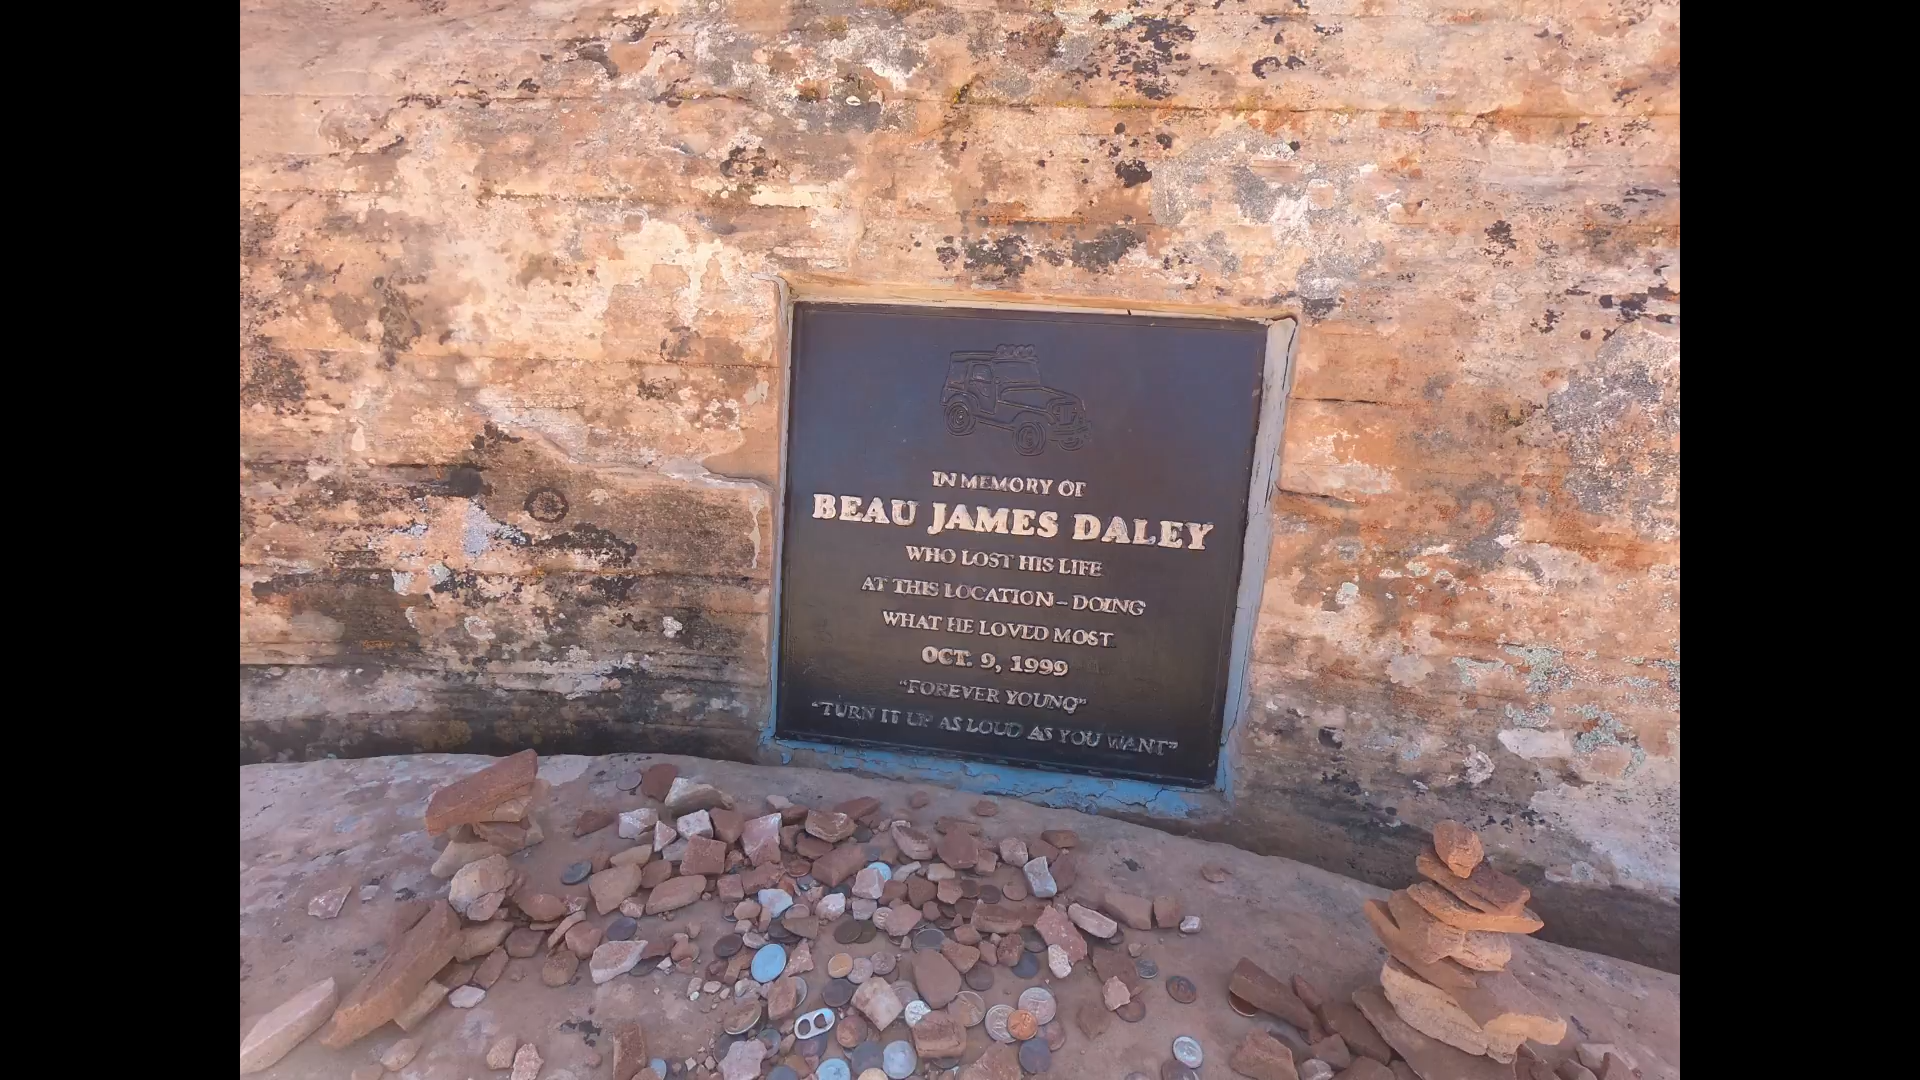 IN MEMORY OF
BEAU JAMES DALEY
WHO LOST HIS LIFE
AT THIS LOCATION - DOING
WHAT HE LOVED MOST
OCT. 9, 1999
"FOREVER YOUNG"
"TURN IT UP AS LOUD AS YOU WANT"